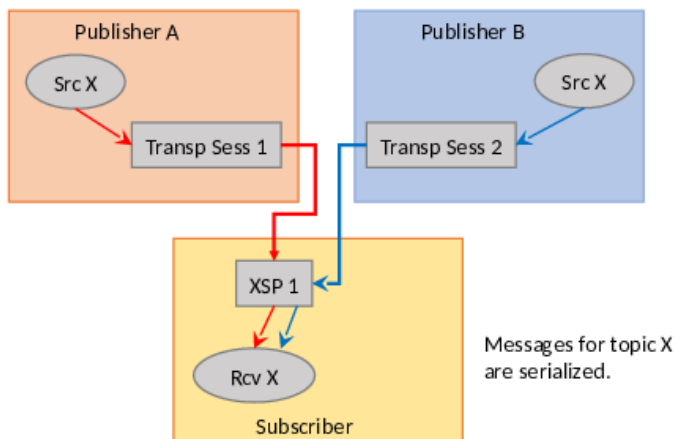 Publisher A
Publisher B
Src X
Src X
Transp Sess 1
Transp Sess 2
XSP 1
Messages for topic X
are serialized.
Rcv X
Subscriber